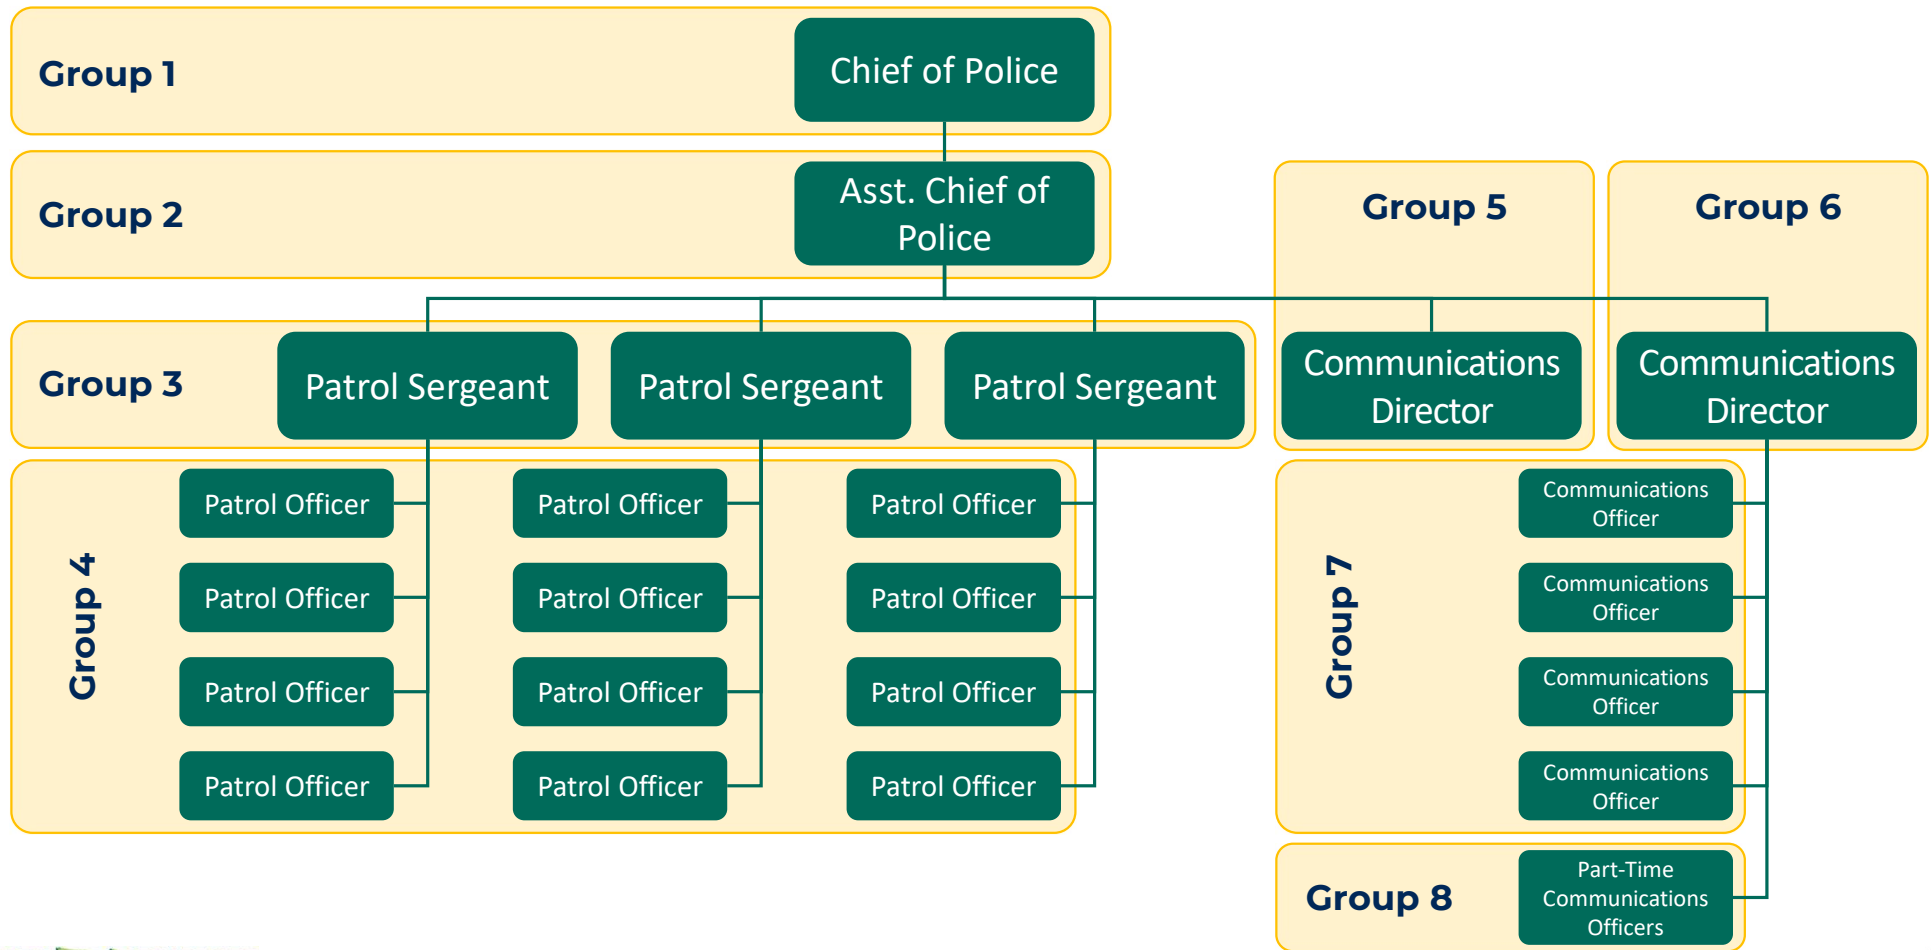 Group 1
Chief of Police
Group 2
Asst. Chief of
Police
Group 5
Group 6
Group 3
Patrol Sergeant
Patrol Sergeant
Patrol Sergeant
Communications
Director
Communications
Director
Group 4
Patrol Officer
Patrol Officer
Patrol Officer
Patrol Officer
Patrol Officer
Patrol Officer
Patrol Officer
Patrol Officer
Patrol Officer
Patrol Officer
Patrol Officer
Patrol Officer
Group 7
Communications
Officer
Communications
Officer
Communications
Officer
Communications
Officer
Group 8
Part-Time
Communications
Officers